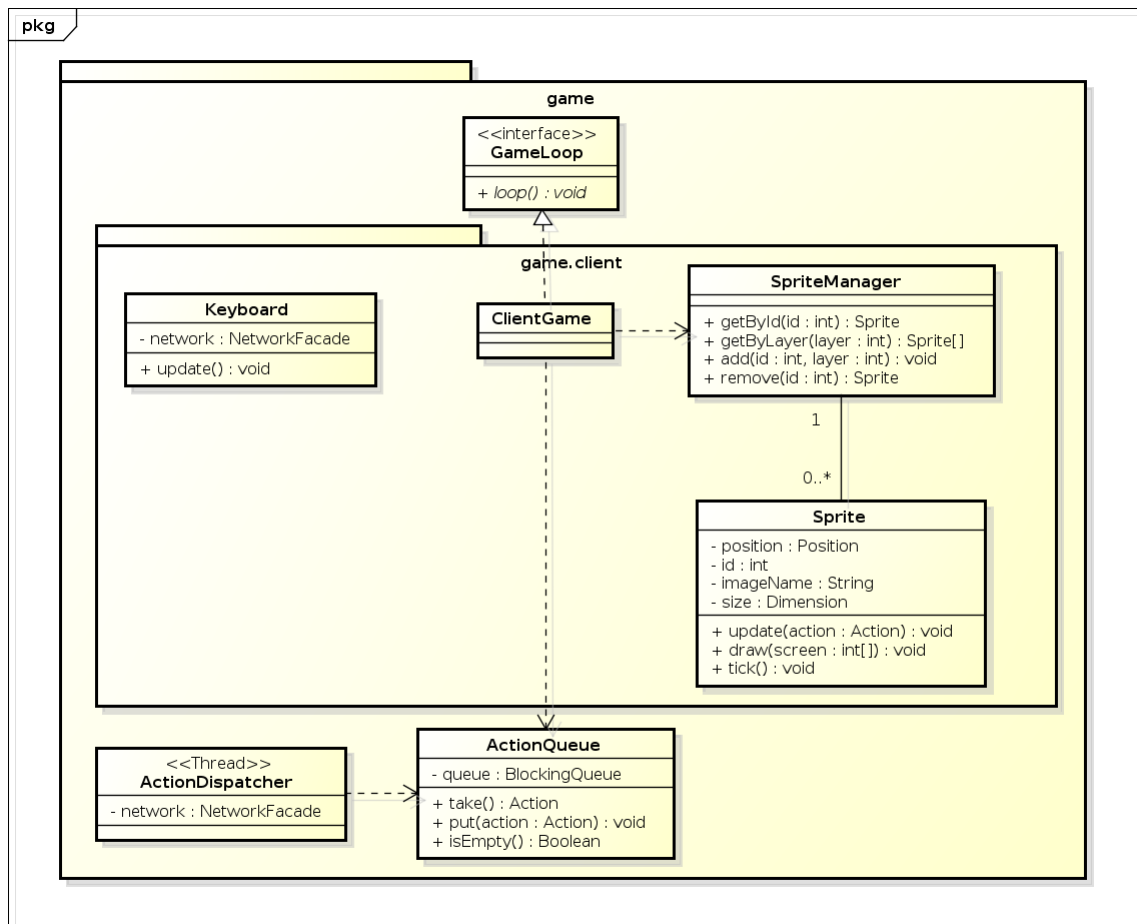 pkg
game
<<interface>>
GameLoop
+ loop() : void
game.client
Keyboard
- network : NetworkFacade
+ update() : void
ClientGame
SpriteManager
+ getById(id : int) : Sprite
+ getByLayer(layer : int) : Sprite[]
+ add(id : int, layer : int) : void
+ remove(id : int) : Sprite
1
0..*
Sprite
- position : Position
- id : int
- imageName : String
- size : Dimension
+ update(action : Action) : void
+ draw(screen : int[]) : void
+ tick() : void
<<Thread>>
ActionDispatcher
- network : NetworkFacade
ActionQueue
- queue : BlockingQueue
+ take() : Action
+ put(action : Action) : void
+ isEmpty() : Boolean